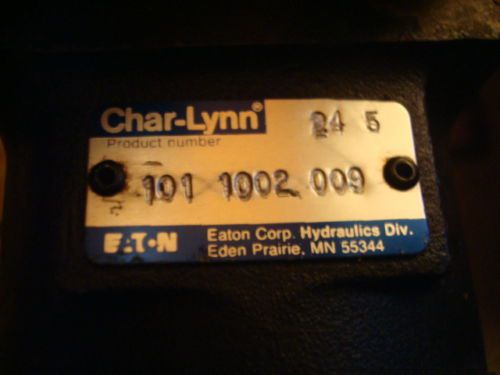 Char-Lynn®
24 5
Product number
101 1002 009
EATON
Eaton Corp. Hydraulics Div.
Eden Prairie, MN 55344